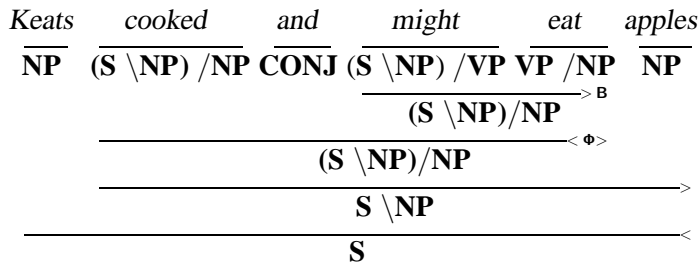 Keats cooked and might eat apples
NP (S \NP) /NP CONJ (S \NP) /VP VP /NP NP
> B
(S \NP)/NP
< Φ>
(S \NP)/NP
>
S \NP
<
S